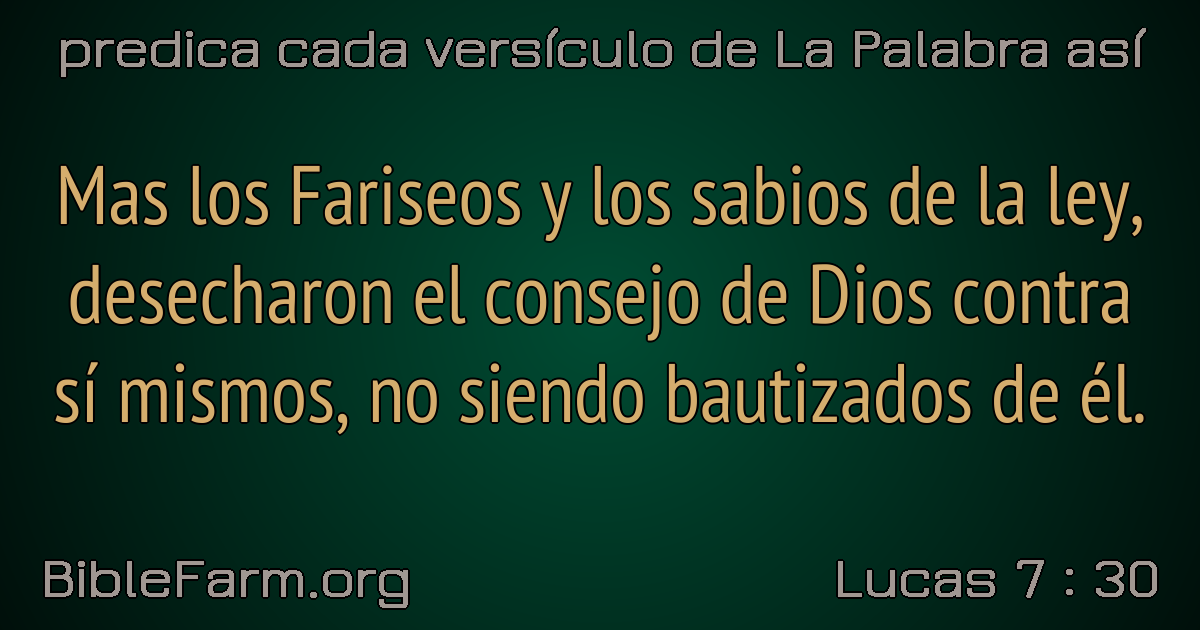 predica cada versículo de La Palabra así
Mas los Fariseos y los sabios de la ley,
desecharon el consejo de Dios contra
sí mismos, no siendo bautizados de él.
BibleFarm.org
Lucas 7 : 30